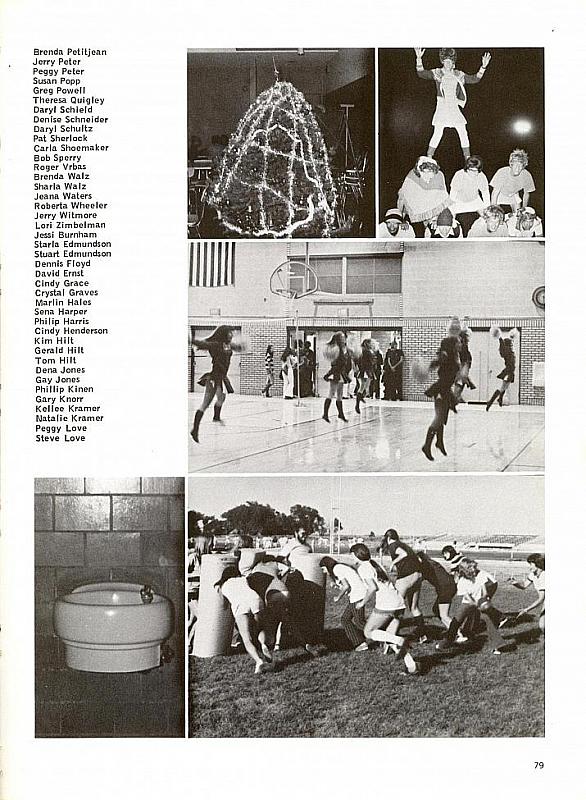 Brenda Petitjean
Jerry Peter
Peggy Peter
Susan Popp
Greg Powell
Theresa Quigley
Daryl Schield
Denise Schneider
Daryl Schultz
Pat Sherlock
Carla Shoemaker
Bob Sperry
Roger Vrbas
Brenda Walz
Sharla Walz
Jeana Waters
Roberta Wheeler
Jerry Witmore
Lori Zimbelman
Jessi Burnham
Starla Edmundson
Stuart Edmundson
Dennis Floyd
David Ernst
Cindy Grace
Crystal Graves
Marlin Hales
Sena Harper
Philip Harris
Cindy Henderson
Kim Hilt
Gerald Hilt
Tom Hilt
Dena Jones
Gay Jones
Phillip Kinen
Gary Knorr
Kellee Kramer
Natalie Kramer
Peggy Love
Steve Love
79